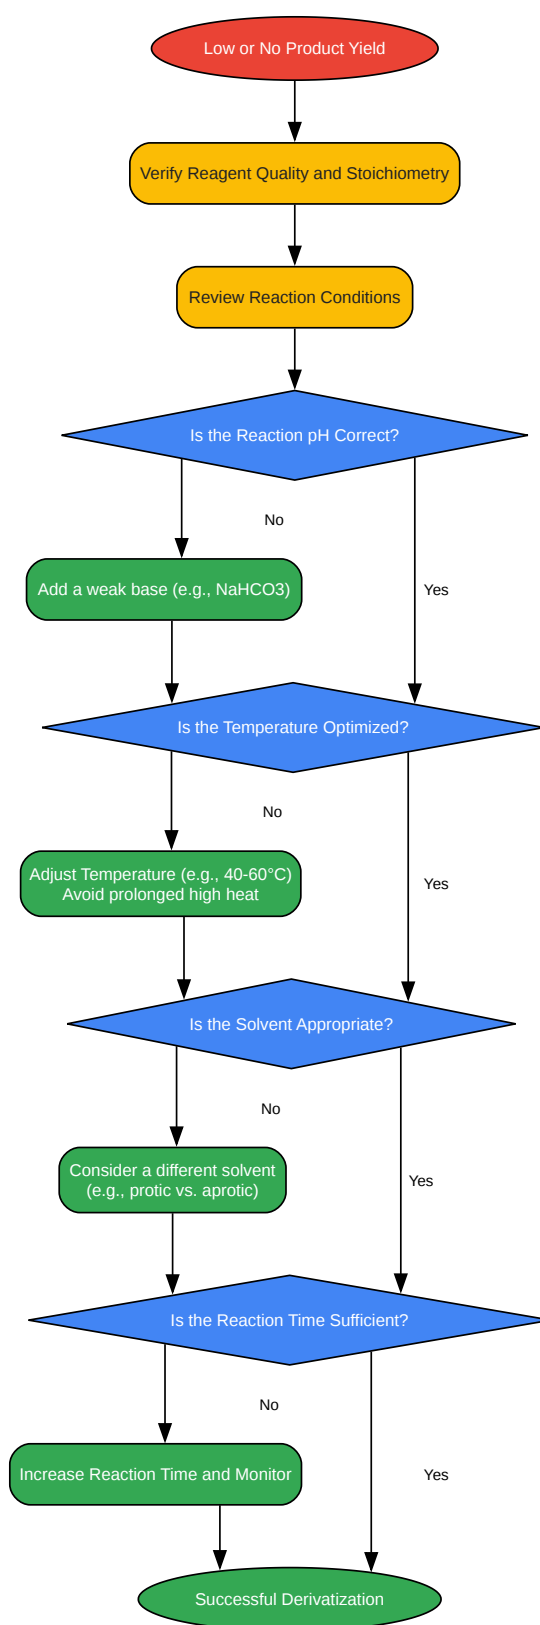 Low or No Product Yield
Verify Reagent Quality and Stoichiometry
Review Reaction Conditions
Is the Reaction pH Correct?
No
Add a weak base (e.g., NaHCO3)
Yes
Is the Temperature Optimized?
No
Adjust Temperature (e.g., 40-60°C)
Avoid prolonged high heat
Yes
Is the Solvent Appropriate?
No
Consider a different solvent
(e.g., protic vs. aprotic)
Yes
Is the Reaction Time Sufficient?
No
Increase Reaction Time and Monitor
Yes
Successful Derivatization